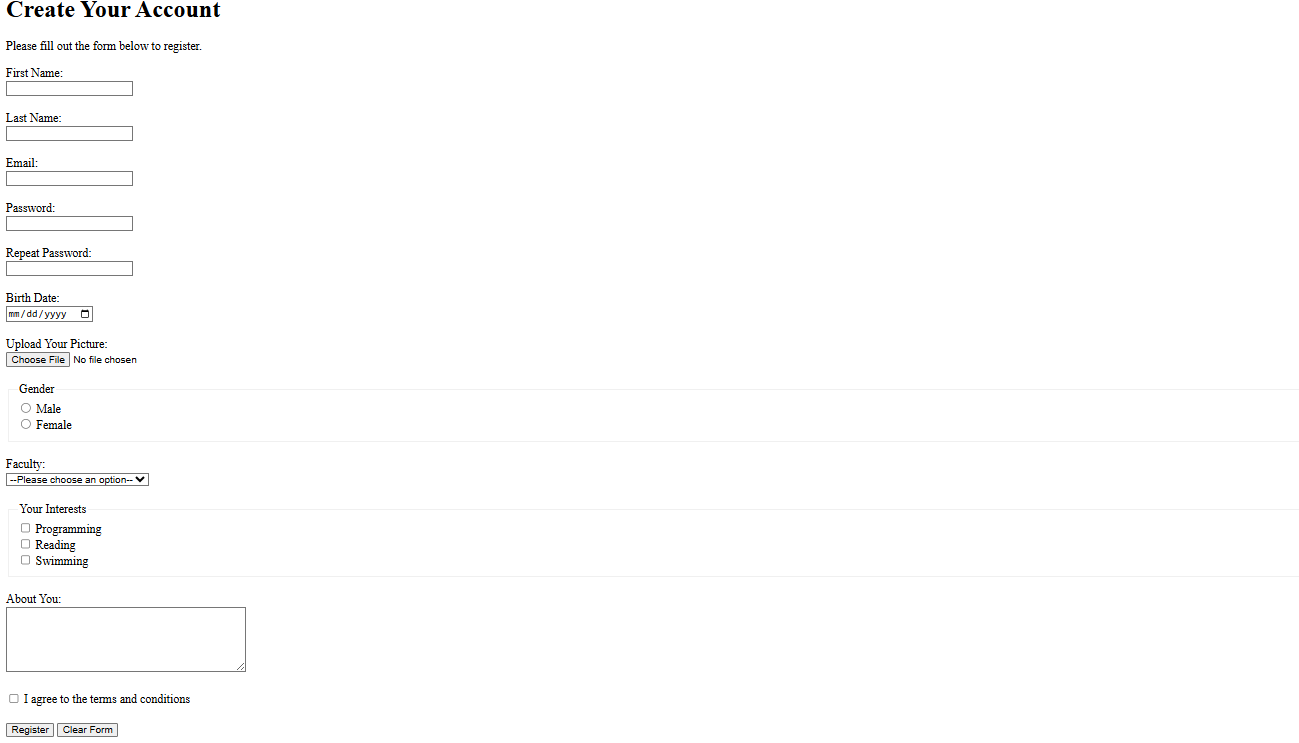 Create Your Account
Please fill out the form below to register.
First Name:
Last Name:
Email:
Password:
Repeat Password:
Birth Date:
mm/dd/yyyy
Upload Your Picture:
Choose File No file chosen
Gender
Male
Female
Faculty:
--Please choose an option--
Your Interests
Programming
Reading
Swimming
About You:
I agree to the terms and conditions
Register Clear Form